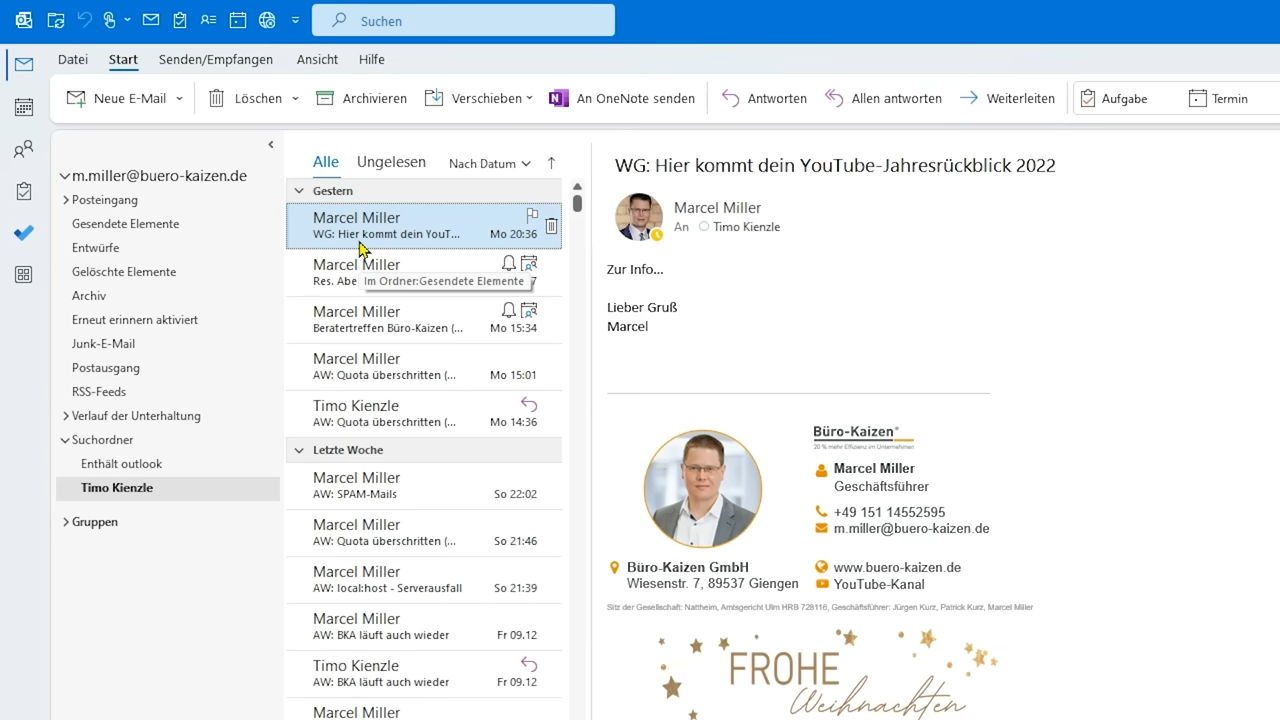 Suchen
Datei Start Senden/Empfangen Ansicht Hilfe
Neue E-Mail Löschen Archivieren Verschieben An OneNote senden Antworten Allen antworten Weiterleiten Aufgabe Termin
m.miller@buero-kaizen.de
Posteingang
Gesendete Elemente
Entwürfe
Gelöschte Elemente
Archiv
Erneut erinnern aktiviert
Junk-E-Mail
Postausgang
RSS-Feeds
Verlauf der Unterhaltung
Suchordner
Enthält outlook
Timo Kienzle
Gruppen
Alle Ungelesen Nach Datum
Gestern
Marcel Miller
WG: Hier kommt dein YouT... Mo 20:36
Marcel Miller
Res. Abe 7
Im Ordner:Gesendete Elemente
Marcel Miller
Beratertreffen Büro-Kaizen (... Mo 15:34
Marcel Miller
AW: Quota überschritten (... Mo 15:01
Timo Kienzle
AW: Quota überschritten (... Mo 14:36
Letzte Woche
Marcel Miller
AW: SPAM-Mails So 22:02
Marcel Miller
AW: Quota überschritten (... So 21:46
Marcel Miller
AW: local:host - Serverausfall So 21:39
Marcel Miller
AW: BKA läuft auch wieder Fr 09.12
Timo Kienzle
AW: BKA läuft auch wieder Fr 09.12
Marcel Miller
WG: Hier kommt dein YouTube-Jahresrückblick 2022
Marcel Miller
An Timo Kienzle
Zur Info...
Lieber Gruß
Marcel
Büro-Kaizen®
20 % mehr Effizienz im Unternehmen
Marcel Miller
Geschäftsführer
+49 151 14552595
m.miller@buero-kaizen.de
Büro-Kaizen GmbH
Wiesenstr. 7, 89537 Giengen
www.buero-kaizen.de
YouTube-Kanal
Sitz der Gesellschaft: Nattheim, Amtsgericht Ulm HRB 728116, Geschäftsführer: Jürgen Kurz, Patrick Kurz, Marcel Miller
FROHE
Weihnachten